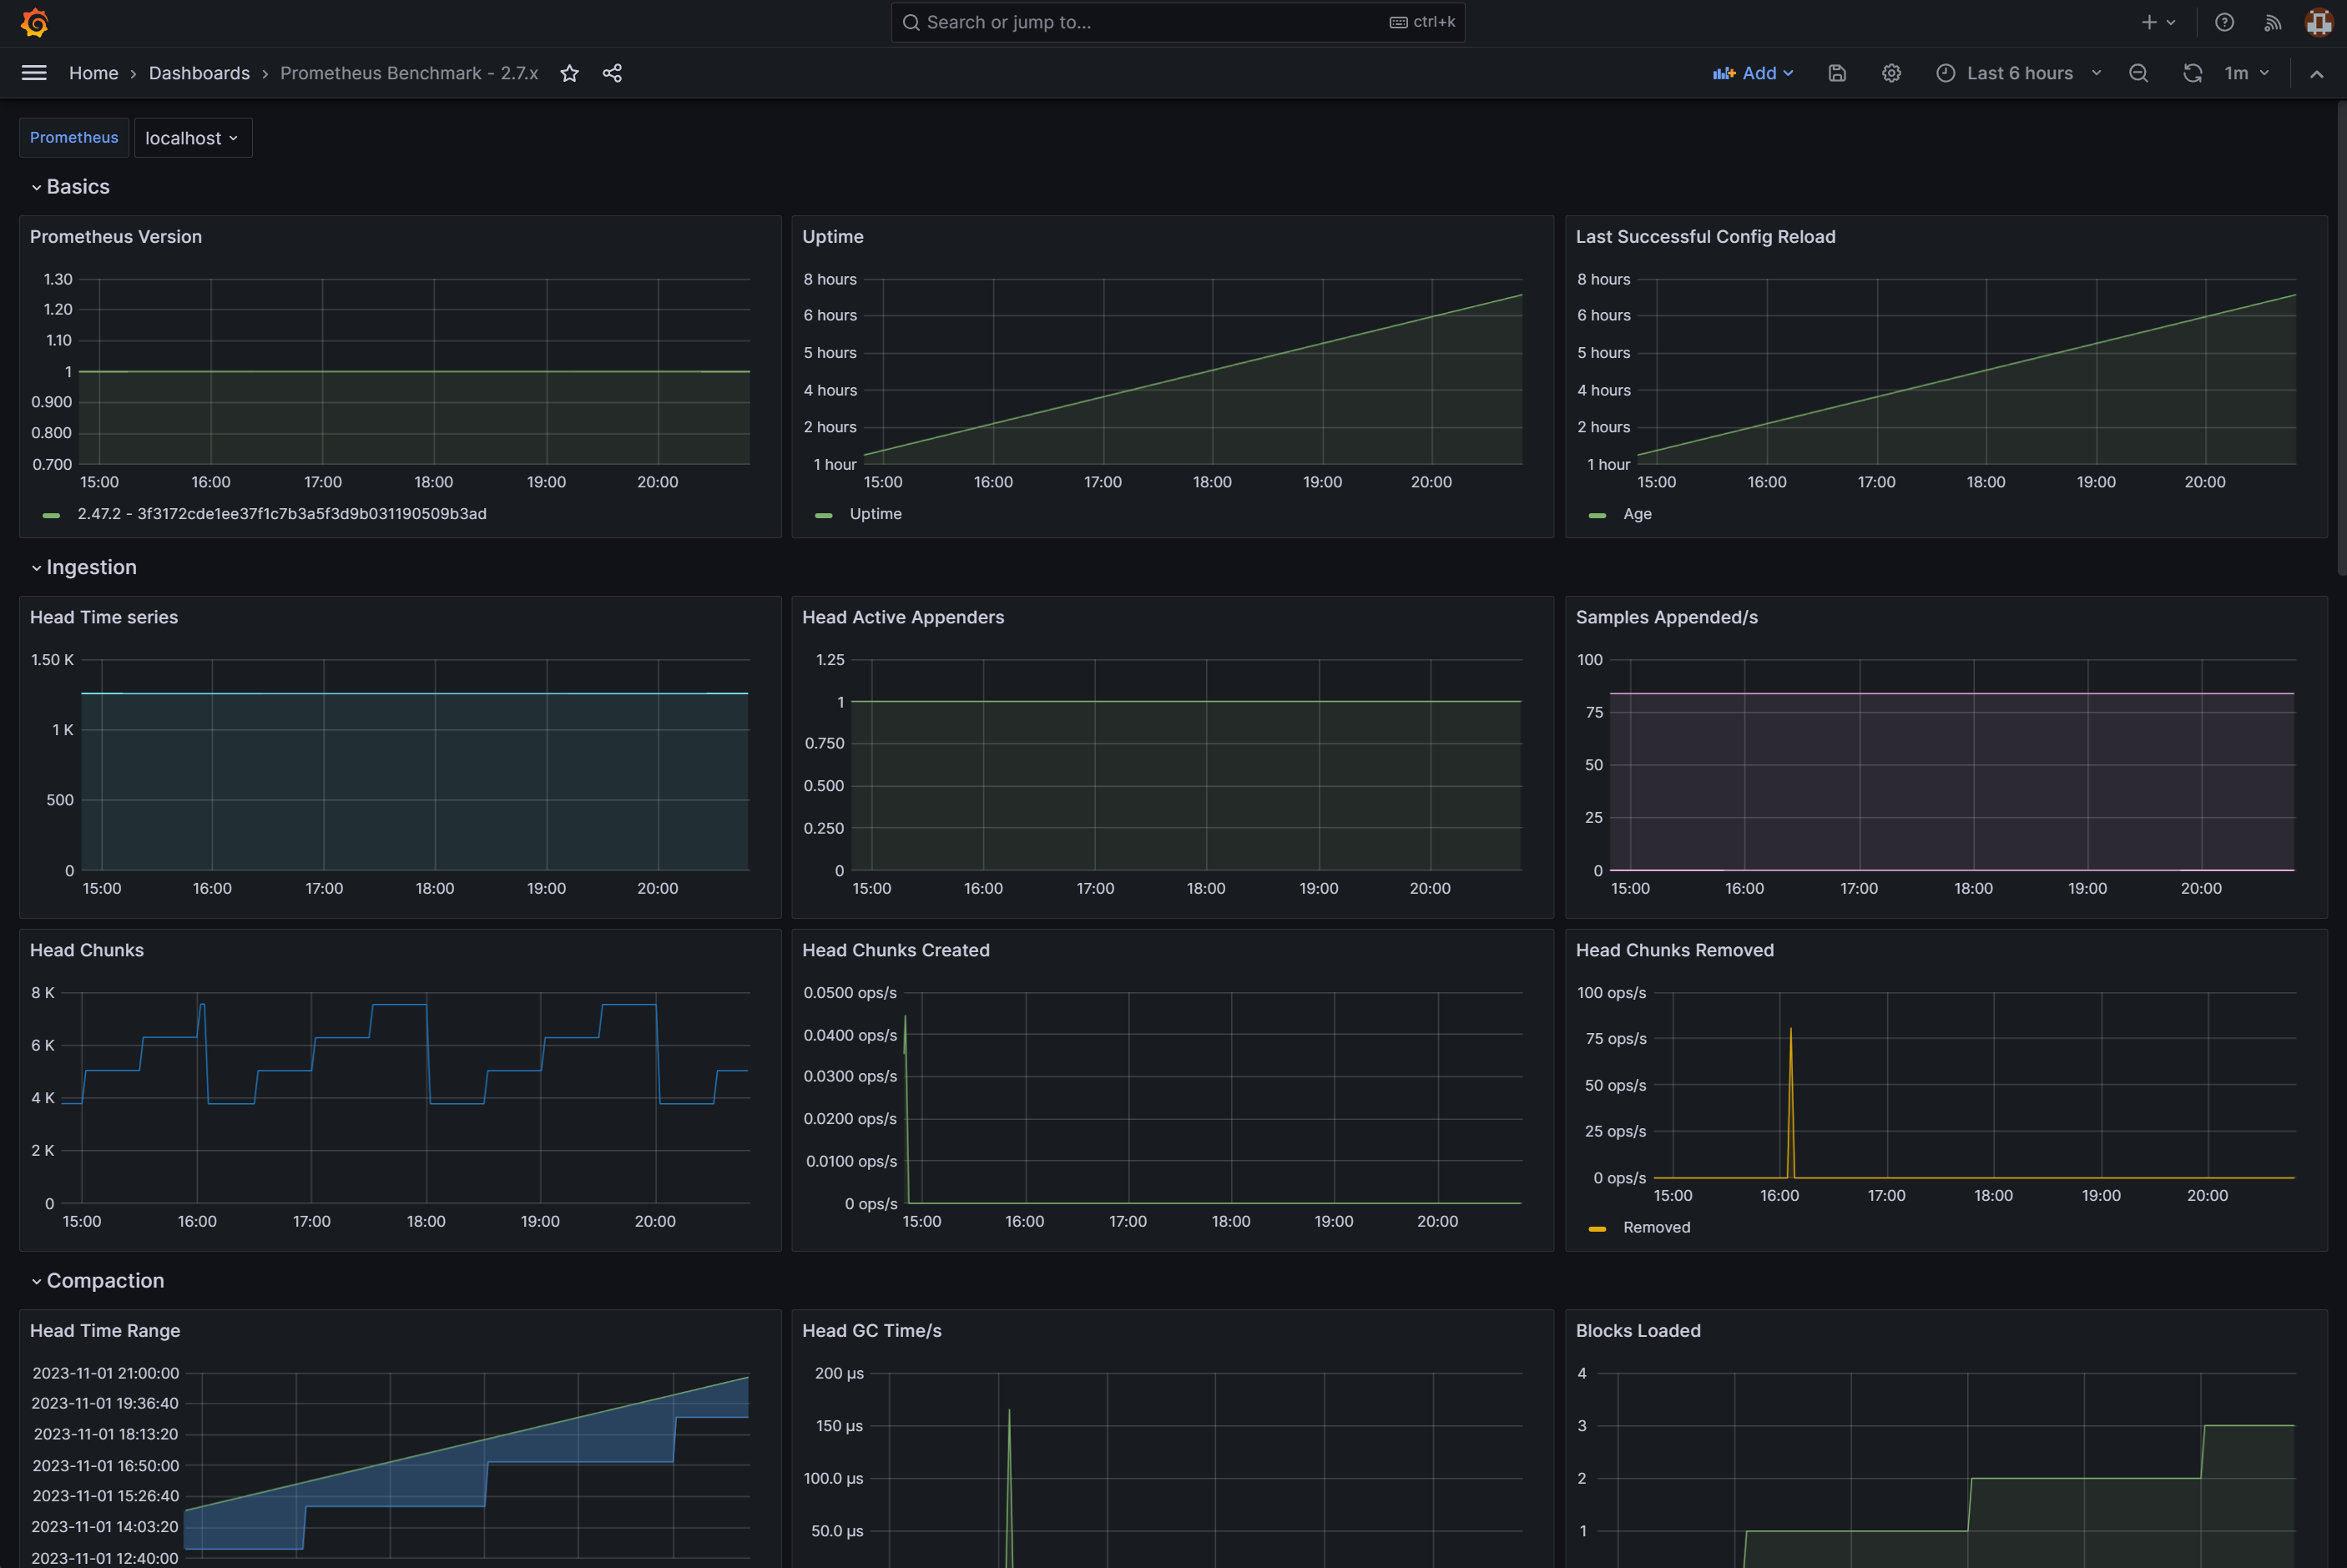 Search or jump to... ctrl+k
Home › Dashboards › Prometheus Benchmark - 2.7.x Add Last 6 hours 1m
Prometheus localhost
Basics
Prometheus Version
1.30
1.20
1.10
1
0.900
0.800
0.700
15:00 16:00 17:00 18:00 19:00 20:00
2.47.2 - 3f3172cde1ee37f1c7b3a5f3d9b031190509b3ad
Uptime
8 hours
6 hours
5 hours
4 hours
2 hours
1 hour
15:00 16:00 17:00 18:00 19:00 20:00
Uptime
Last Successful Config Reload
8 hours
6 hours
5 hours
4 hours
2 hours
1 hour
15:00 16:00 17:00 18:00 19:00 20:00
Age
Ingestion
Head Time series
1.50 K
1 K
500
0
15:00 16:00 17:00 18:00 19:00 20:00
Head Active Appenders
1.25
1
0.750
0.500
0.250
0
15:00 16:00 17:00 18:00 19:00 20:00
Samples Appended/s
100
75
50
25
0
15:00 16:00 17:00 18:00 19:00 20:00
Head Chunks
8 K
6 K
4 K
2 K
0
15:00 16:00 17:00 18:00 19:00 20:00
Head Chunks Created
0.0500 ops/s
0.0400 ops/s
0.0300 ops/s
0.0200 ops/s
0.0100 ops/s
0 ops/s
15:00 16:00 17:00 18:00 19:00 20:00
Head Chunks Removed
100 ops/s
75 ops/s
50 ops/s
25 ops/s
0 ops/s
15:00 16:00 17:00 18:00 19:00 20:00
Removed
Compaction
Head Time Range
2023-11-01 21:00:00
2023-11-01 19:36:40
2023-11-01 18:13:20
2023-11-01 16:50:00
2023-11-01 15:26:40
2023-11-01 14:03:20
2023-11-01 12:40:00
Head GC Time/s
200 µs
150 µs
100.0 µs
50.0 µs
Blocks Loaded
4
3
2
1